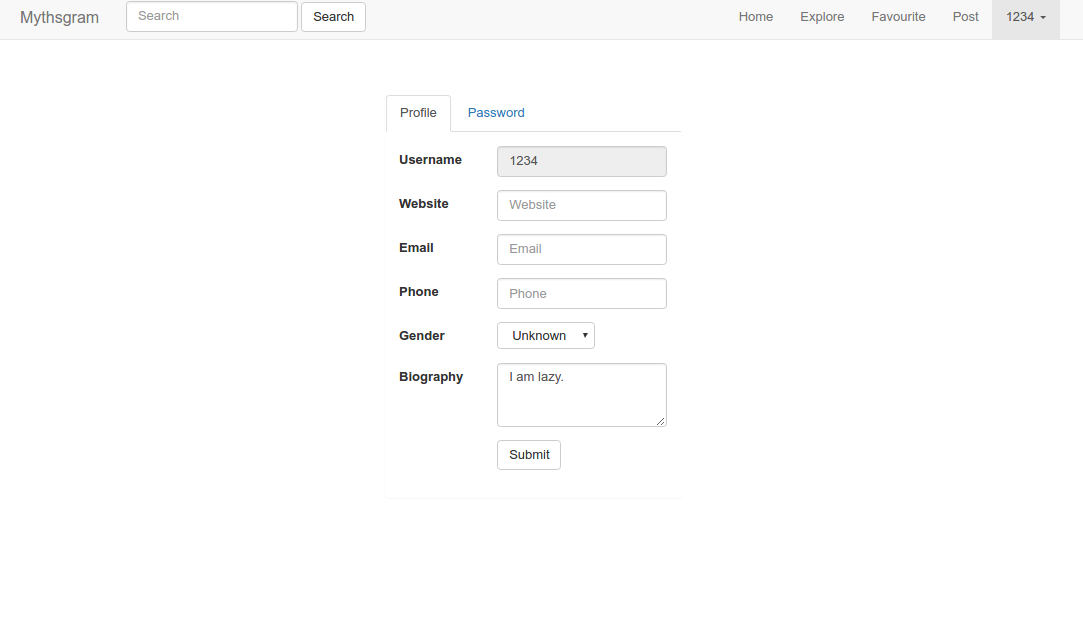 Mythsgram Search Search Home Explore Favourite Post 1234
Profile Password
Username 1234
Website Website
Email Email
Phone Phone
Gender Unknown
Biography I am lazy.
Submit